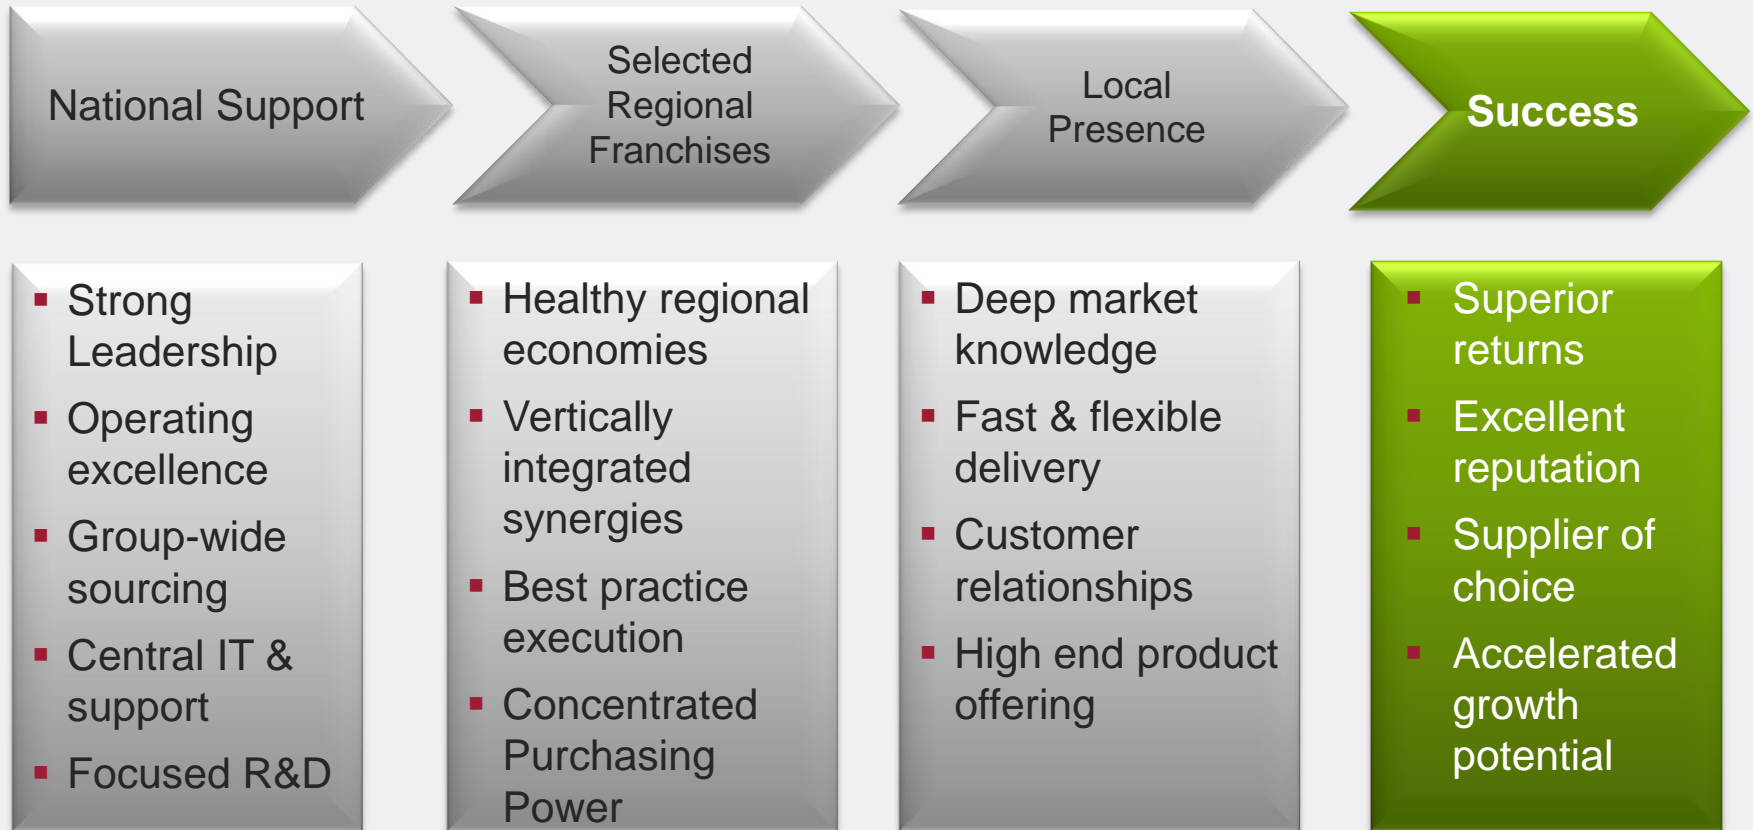 National Support
Selected
Regional
Franchises
Local
Presence
Success
▪ Strong
Leadership
▪ Operating
excellence
▪ Group-wide
sourcing
▪ Central IT &
support
▪ Focused R&D
▪ Healthy regional
economies
▪ Vertically
integrated
synergies
▪ Best practice
execution
▪ Concentrated
Purchasing
Power
▪ Deep market
knowledge
▪ Fast & flexible
delivery
▪ Customer
relationships
▪ High end product
offering
▪ Superior
returns
▪ Excellent
reputation
▪ Supplier of
choice
▪ Accelerated
growth
potential